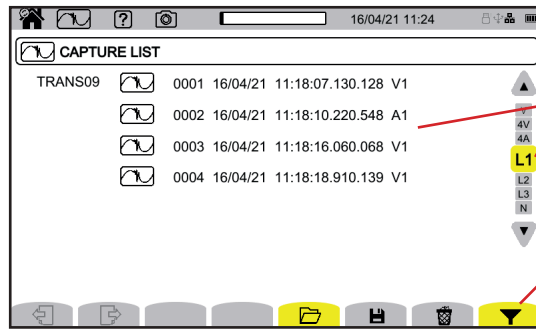 16/04/21 11:24
CAPTURE LIST
TRANS09 0001 16/04/21 11:18:07.130.128 V1
0002 16/04/21 11:18:10.220.548 A1
0003 16/04/21 11:18:16.060.068 V1
0004 16/04/21 11:18:18.910.139 V1
4V
4A
L1
L2
L3
N